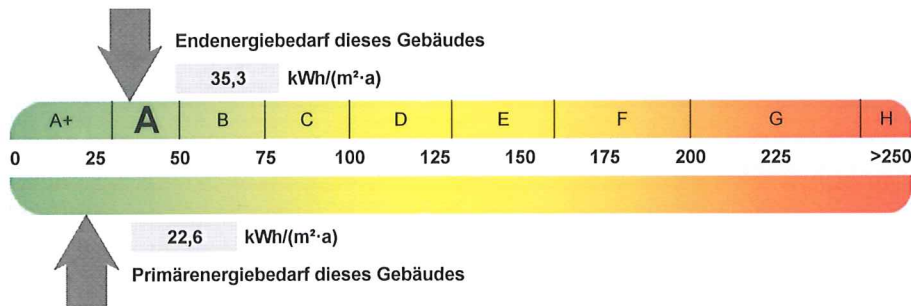 Endenergiebedarf dieses Gebäudes
35,3 kWh/(m²·a)
A+ A B C D E F G H
0 25 50 75 100 125 150 175 200 225 >250
22,6 kWh/(m²·a)
Primärenergiebedarf dieses Gebäudes